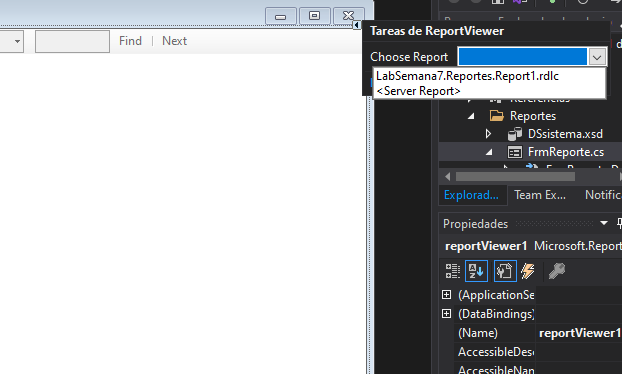 Find | Next
Tareas de ReportViewer
Choose Report
LabSemana7.Reportes.Report1.rdlc
<Server Report>
Reportes
DSsistema.xsd
FrmReporte.cs
Explorad... Team Ex... Notific
Propiedades
reportViewer1 Microsoft.Report
(ApplicationSe
(DataBindings)
(Name) reportViewer1
AccessibleDesc
AccessibleNam